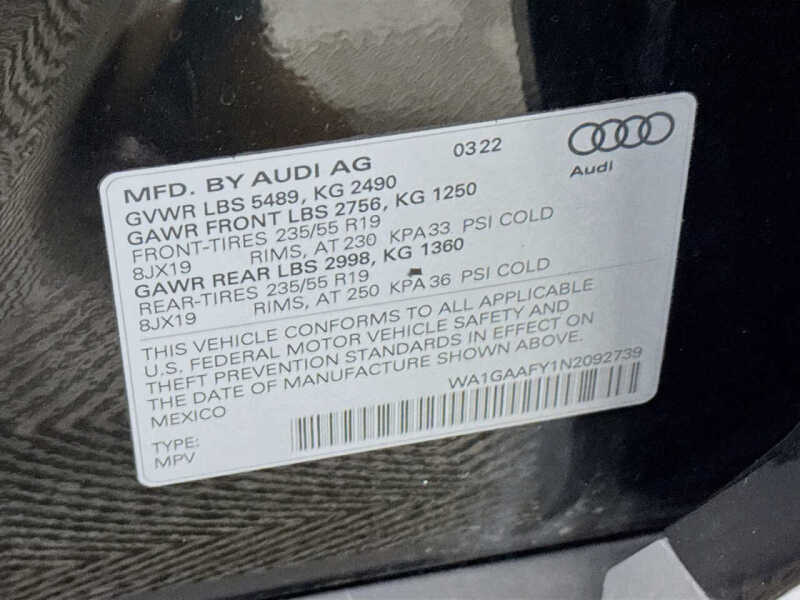 MFD. BY AUDI AG 0322
Audi
GVWR LBS 5489, KG 2490
GAWR FRONT LBS 2756, KG 1250
FRONT-TIRES 235/55 R19
8JX19 RIMS, AT 230 KPA 33 PSI COLD
GAWR REAR LBS 2998, KG 1360
REAR-TIRES 235/55 R19
8JX19 RIMS, AT 250 KPA 36 PSI COLD
THIS VEHICLE CONFORMS TO ALL APPLICABLE
U.S. FEDERAL MOTOR VEHICLE SAFETY AND
THEFT PREVENTION STANDARDS IN EFFECT ON
THE DATE OF MANUFACTURE SHOWN ABOVE.
MEXICO WA1GAAFY1N2092739
TYPE:
MPV